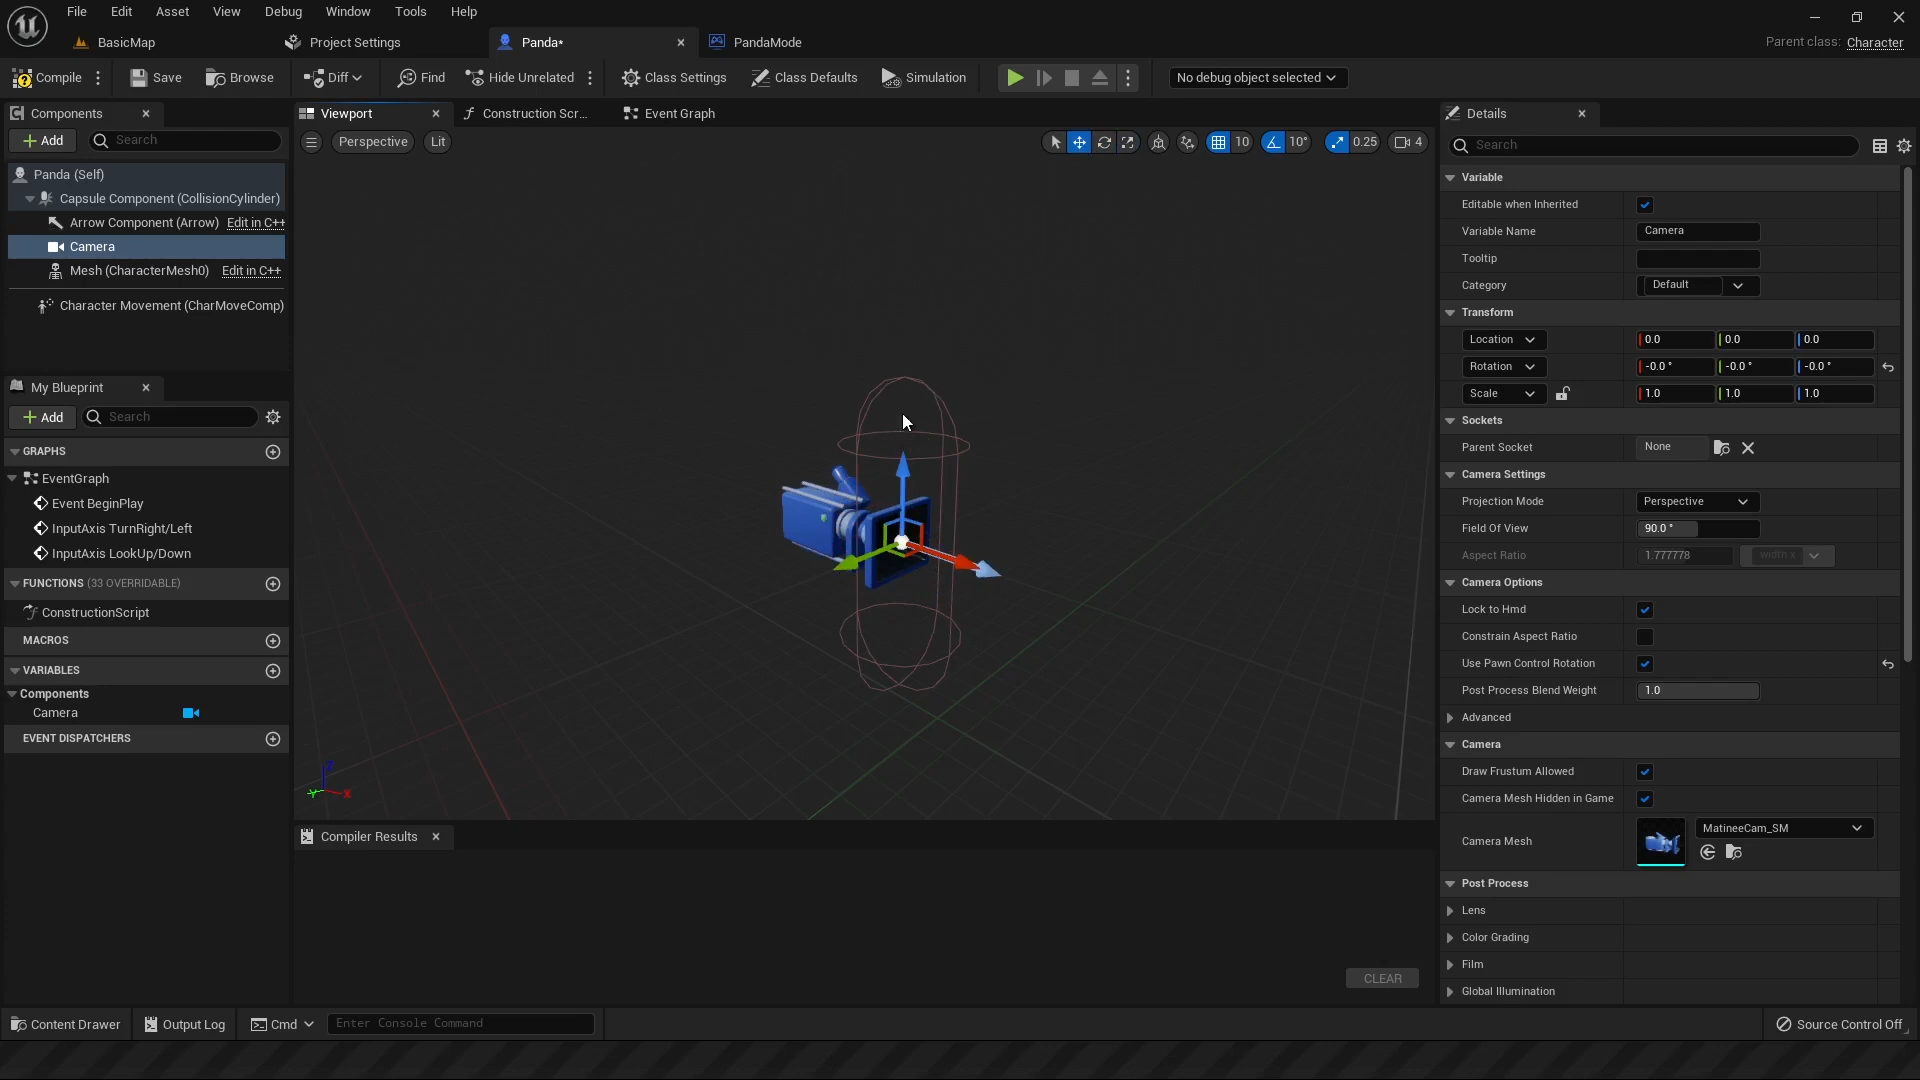 File Edit Asset View Debug Window Tools Help
BasicMap Project Settings Panda* PandaMode
Parent class: Character
Compile Save Browse Diff Find Hide Unrelated Class Settings Class Defaults Simulation No debug object selected
Components
Add Search
Panda (Self)
Capsule Component (CollisionCylinder)
Arrow Component (Arrow) Edit in C++
Camera
Mesh (CharacterMesh0) Edit in C++
Character Movement (CharMoveComp)
My Blueprint
Add Search
GRAPHS
EventGraph
Event BeginPlay
InputAxis TurnRight/Left
InputAxis LookUp/Down
FUNCTIONS (33 OVERRIDABLE)
ConstructionScript
MACROS
VARIABLES
Components
Camera
EVENT DISPATCHERS
Viewport Construction Scr... Event Graph
Perspective Lit 10 10° 0.25 4
Z
Y X
Compiler Results
CLEAR
Details
Search
Variable
Editable when Inherited
Variable Name Camera
Tooltip
Category Default
Transform
Location 0.0 0.0 0.0
Rotation -0.0 ° -0.0 ° -0.0 °
Scale 1.0 1.0 1.0
Sockets
Parent Socket None
Camera Settings
Projection Mode Perspective
Field Of View 90.0 °
Aspect Ratio 1.777778 width x
Camera Options
Lock to Hmd
Constrain Aspect Ratio
Use Pawn Control Rotation
Post Process Blend Weight 1.0
Advanced
Camera
Draw Frustum Allowed
Camera Mesh Hidden in Game
Camera Mesh MatineeCam_SM
Post Process
Lens
Color Grading
Film
Global Illumination
Content Drawer Output Log Cmd Enter Console Command Source Control Off